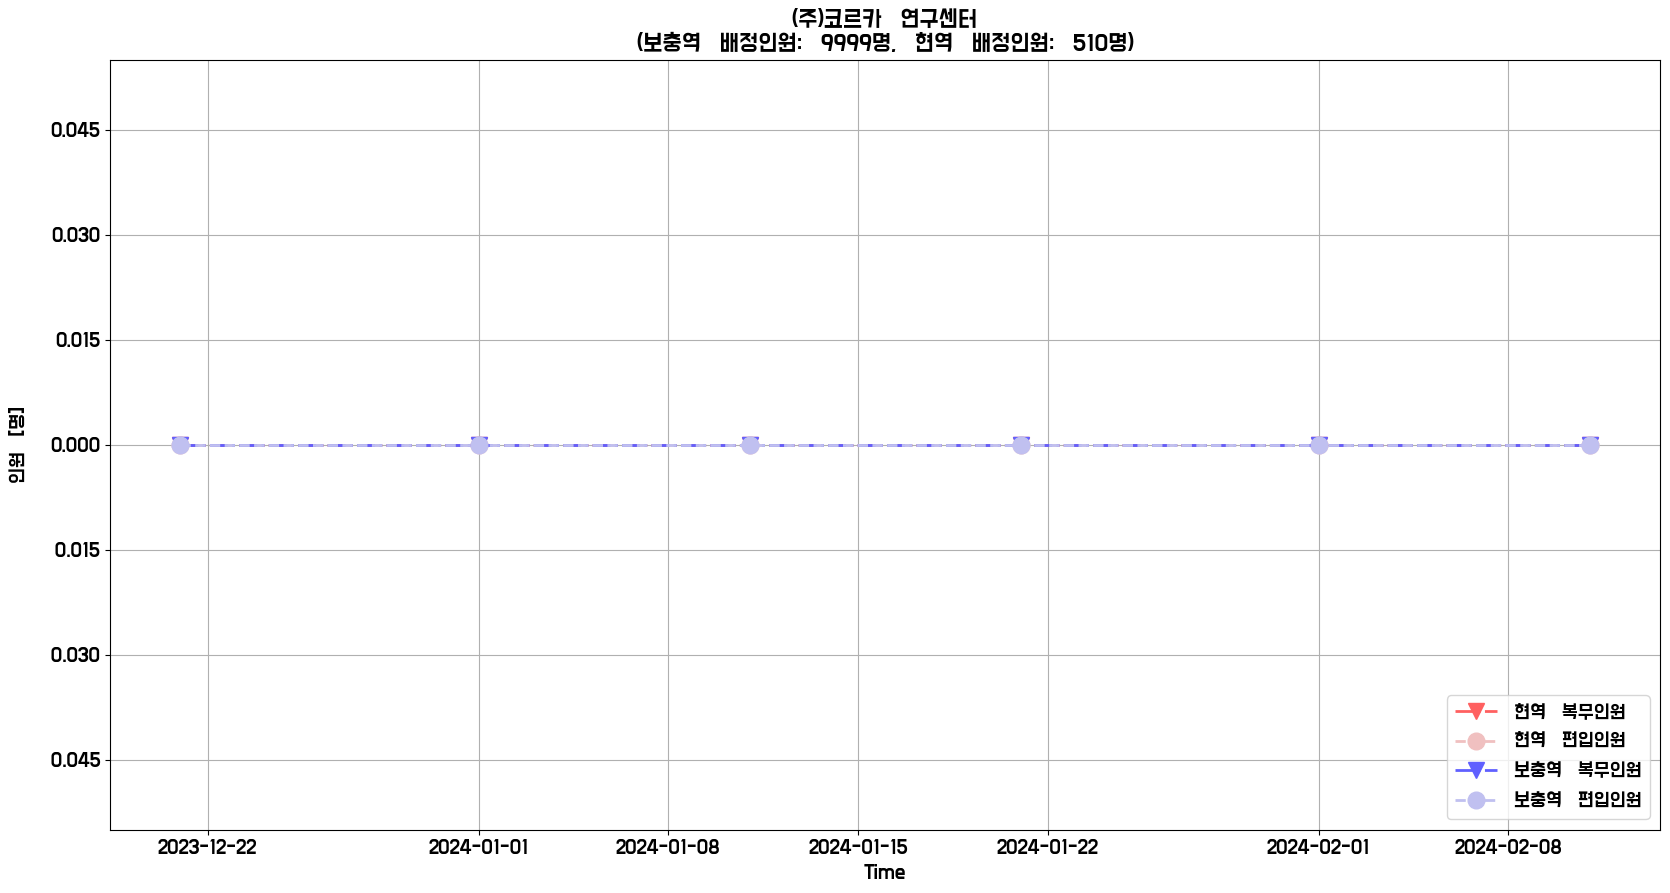 (주)코르카 연구센터
(보충역 배정인원: 9999명, 현역 배정인원: 510명)
인원 [명]
0.045
0.030
0.015
0.000
0.015
0.030
0.045
현역 복무인원
현역 편입인원
보충역 복무인원
보충역 편입인원
2023-12-22 2024-01-01 2024-01-08 2024-01-15 2024-01-22 2024-02-01 2024-02-08
Time